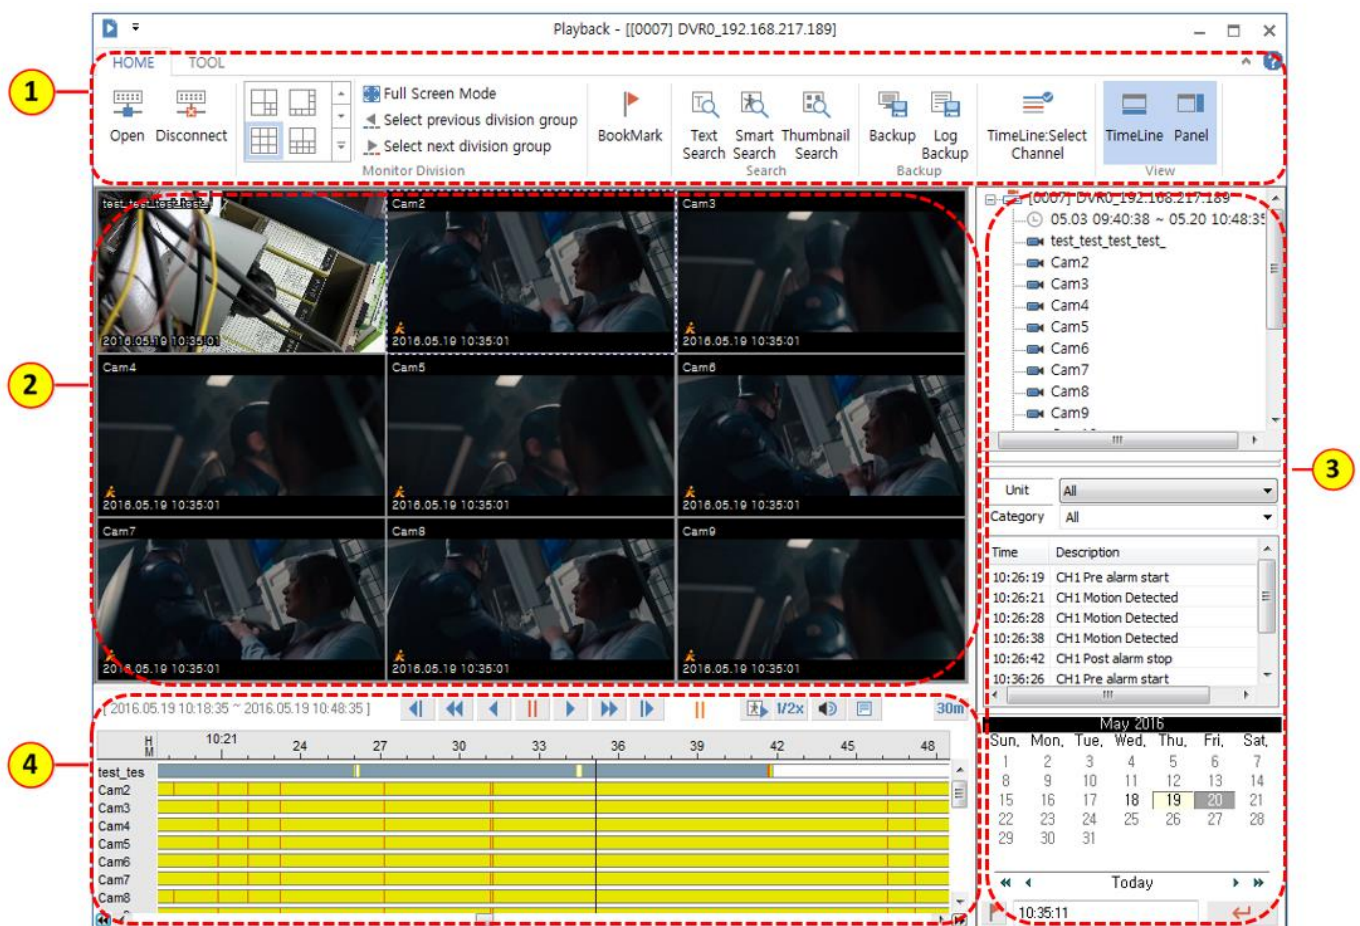 Playback - [[0007] DVR0_192.168.217.189]
HOME TOOL
1
Open Disconnect
Full Screen Mode
Select previous division group
Select next division group
Monitor Division
BookMark
Text Search
Smart Search
Thumbnail Search
Search
Backup
Log Backup
Backup
TimeLine:Select Channel
TimeLine Panel
View
2
test_test_test_test_
2016.05.19 10:35:01
Cam2
2016.05.19 10:35:01
Cam3
2016.05.19 10:35:01
Cam4
2016.05.19 10:35:01
Cam5
2016.05.19 10:35:01
Cam6
2016.05.19 10:35:01
Cam7
2016.05.19 10:35:01
Cam8
2016.05.19 10:35:01
Cam9
2016.05.19 10:35:01
3
[0007] DVR0_192.168.217.189
05.03 09:40:38 ~ 05.20 10:48:35
test_test_test_test_
Cam2
Cam3
Cam4
Cam5
Cam6
Cam7
Cam8
Cam9
Unit All
Category All
Time Description
10:26:19 CH1 Pre alarm start
10:26:21 CH1 Motion Detected
10:26:28 CH1 Motion Detected
10:26:38 CH1 Motion Detected
10:26:42 CH1 Post alarm stop
10:36:26 CH1 Pre alarm start
May 2016
Sun, Mon, Tue, Wed, Thu, Fri, Sat,
1 2 3 4 5 6 7
8 9 10 11 12 13 14
15 16 17 18 19 20 21
22 23 24 25 26 27 28
29 30 31
Today
10:35:11
4
[ 2016.05.19 10:18:35 ~ 2016.05.19 10:48:35 ]
1/2x
30m
H M 10:21 24 27 30 33 36 39 42 45 48
test_tes
Cam2
Cam3
Cam4
Cam5
Cam6
Cam7
Cam8